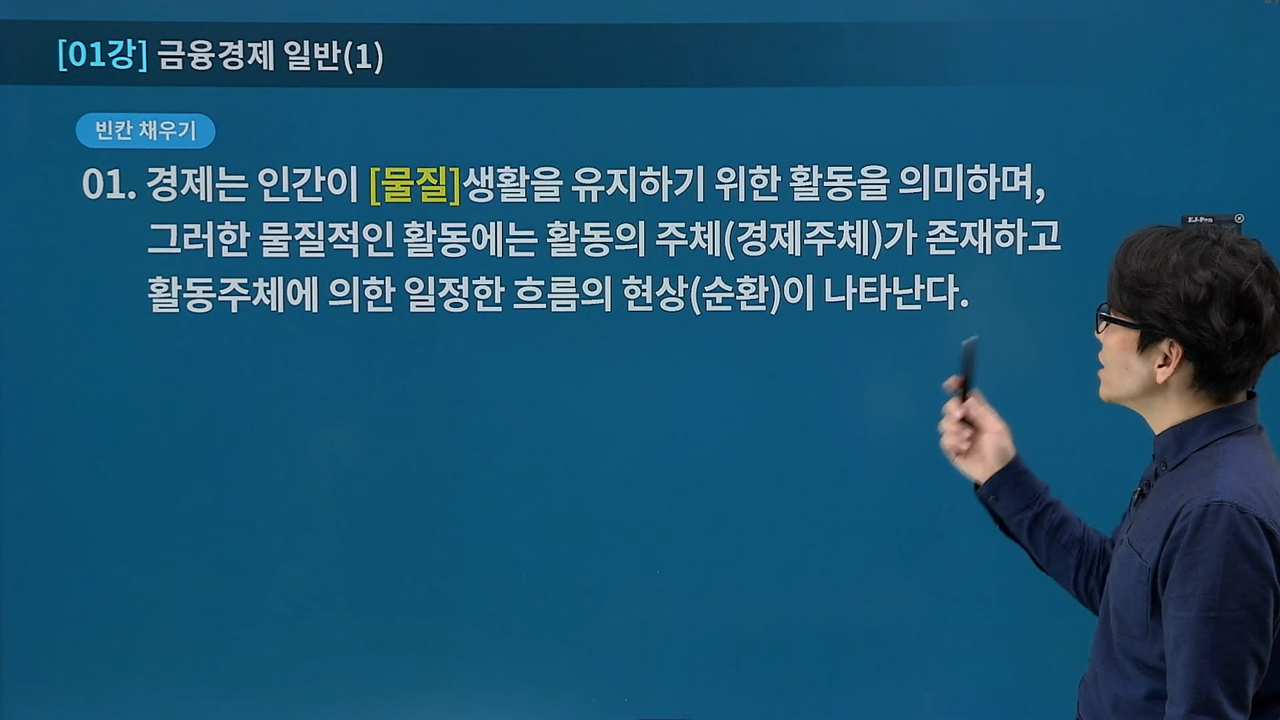 [01강] 금융경제 일반(1)
빈칸 채우기
01. 경제는 인간이 [물질]생활을 유지하기 위한 활동을 의미하며,
그러한 물질적인 활동에는 활동의 주체(경제주체)가 존재하고
활동주체에 의한 일정한 흐름의 현상(순환)이 나타난다.
EJ-Pen